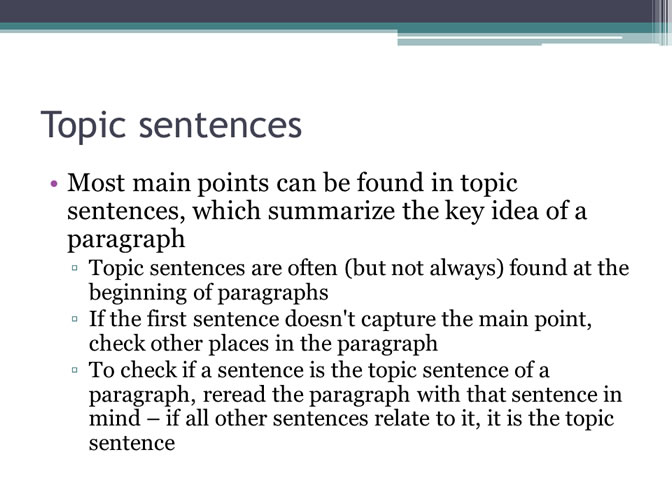 Topic sentences
• Most main points can be found in topic
sentences, which summarize the key idea of a
paragraph
▫ Topic sentences are often (but not always) found at the
beginning of paragraphs
▫ If the first sentence doesn't capture the main point,
check other places in the paragraph
▫ To check if a sentence is the topic sentence of a
paragraph, reread the paragraph with that sentence in
mind – if all other sentences relate to it, it is the topic
sentence